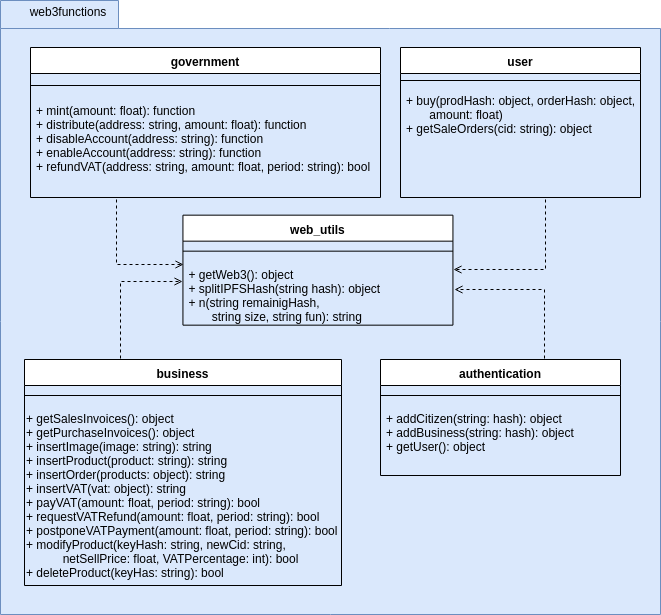 web3functions
government
+ mint(amount: float): function
+ distribute(address: string, amount: float): function
+ disableAccount(address: string): function
+ enableAccount(address: string): function
+ refundVAT(address: string, amount: float, period: string): bool
user
+ buy(prodHash: object, orderHash: object,
amount: float)
+ getSaleOrders(cid: string): object
web_utils
+ getWeb3(): object
+ splitIPFSHash(string hash): object
+ n(string remainigHash,
string size, string fun): string
business
+ getSalesInvoices(): object
+ getPurchaseInvoices(): object
+ insertImage(image: string): string
+ insertProduct(product: string): string
+ insertOrder(products: object): string
+ insertVAT(vat: object): string
+ payVAT(amount: float, period: string): bool
+ requestVATRefund(amount: float, period: string): bool
+ postponeVATPayment(amount: float, period: string): bool
+ modifyProduct(keyHash: string, newCid: string,
netSellPrice: float, VATPercentage: int): bool
+ deleteProduct(keyHas: string): bool
authentication
+ addCitizen(string: hash): object
+ addBusiness(string: hash): object
+ getUser(): object